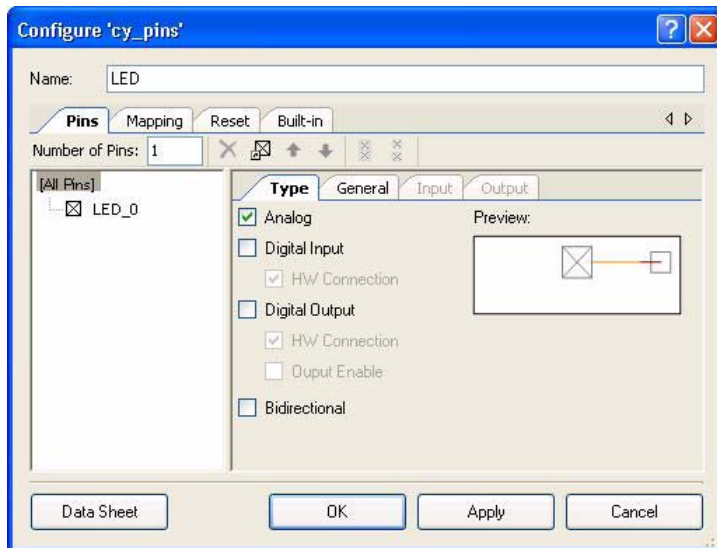 Configure 'cy_pins'
Name: LED
Pins Mapping Reset Built-in
Number of Pins: 1
[All Pins]
LED_0
Type General Input Output
Analog
Preview:
Digital Input
HW Connection
Digital Output
HW Connection
Ouput Enable
Bidirectional
Data Sheet OK Apply Cancel